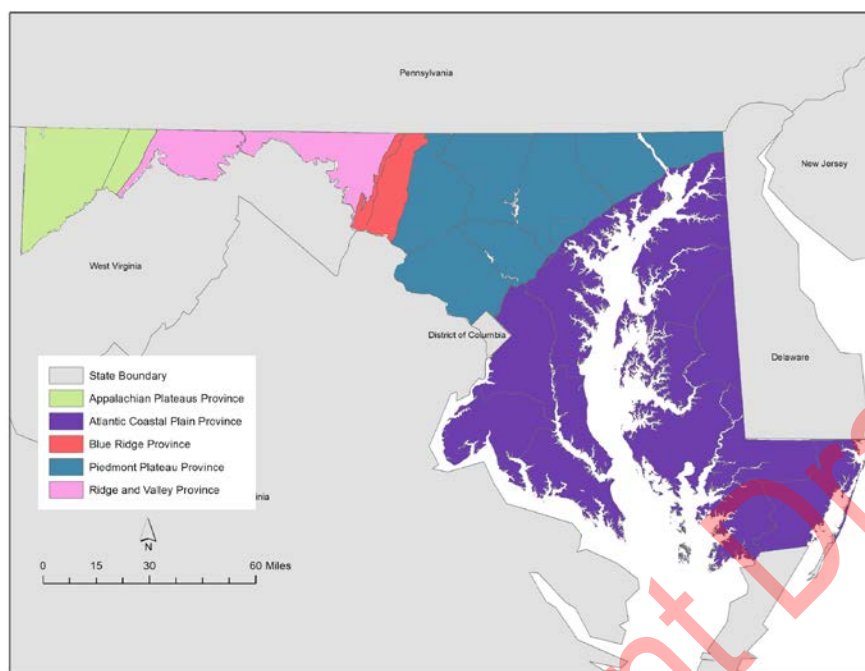 Pennsylvania
New Jersey
West Virginia
District of Columbia
Delaware
State Boundary
Appalachian Plateaus Province
Atlantic Coastal Plain Province
Blue Ridge Province
Piedmont Plateau Province
Ridge and Valley Province
inia
N
0 15 30 60 Miles